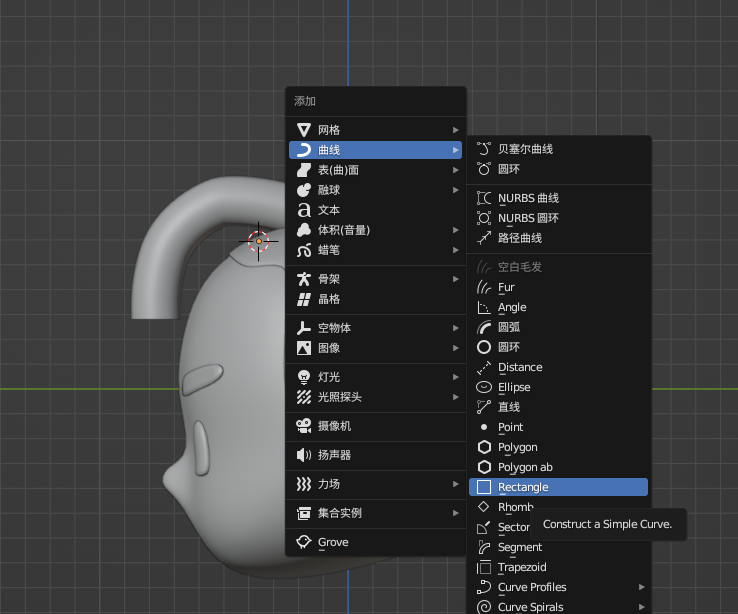 添加
网格
曲线
表(曲)面
融球
文本
体积(音量)
蜡笔
骨架
晶格
空物体
图像
灯光
光照探头
摄像机
扬声器
力场
集合实例
Grove
贝塞尔曲线
圆环
NURBS 曲线
NURBS 圆环
路径曲线
空白毛发
Fur
Angle
圆弧
圆环
Distance
Ellipse
直线
Point
Polygon
Polygon ab
Rectangle
Rhomb
Sector
Construct a Simple Curve.
Segment
Trapezoid
Curve Profiles
Curve Spirals